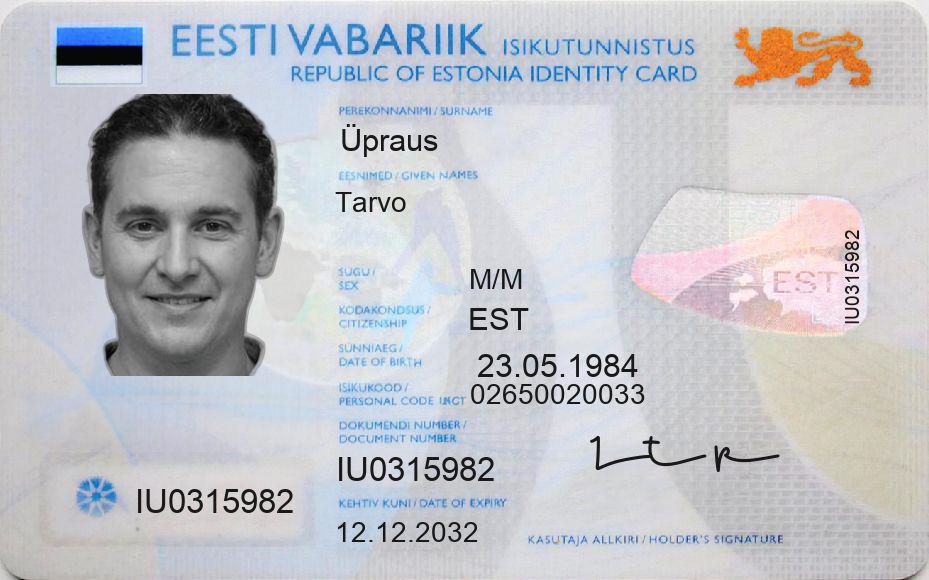 EESTI VABARIIK ISIKUTUNNISTUS
REPUBLIC OF ESTONIA IDENTITY CARD
PEREKONNANIMI / SURNAME
Üpraus
EESNIMED / GIVEN NAMES
Tarvo
SUGU /
SEX
M/M
KODAKONDSUS /
CITIZENSHIP
EST
SÜNNIAEG /
DATE OF BIRTH
23.05.1984
ISIKUKOOD /
PERSONAL CODE
02650020033
DOKUMENDI NUMBER /
DOCUMENT NUMBER
IU0315982
KEHTIV KUNI / DATE OF EXPIRY
12.12.2032
KASUTAJA ALLKIRI / HOLDER'S SIGNATURE
IU0315982
EST
IU0315982